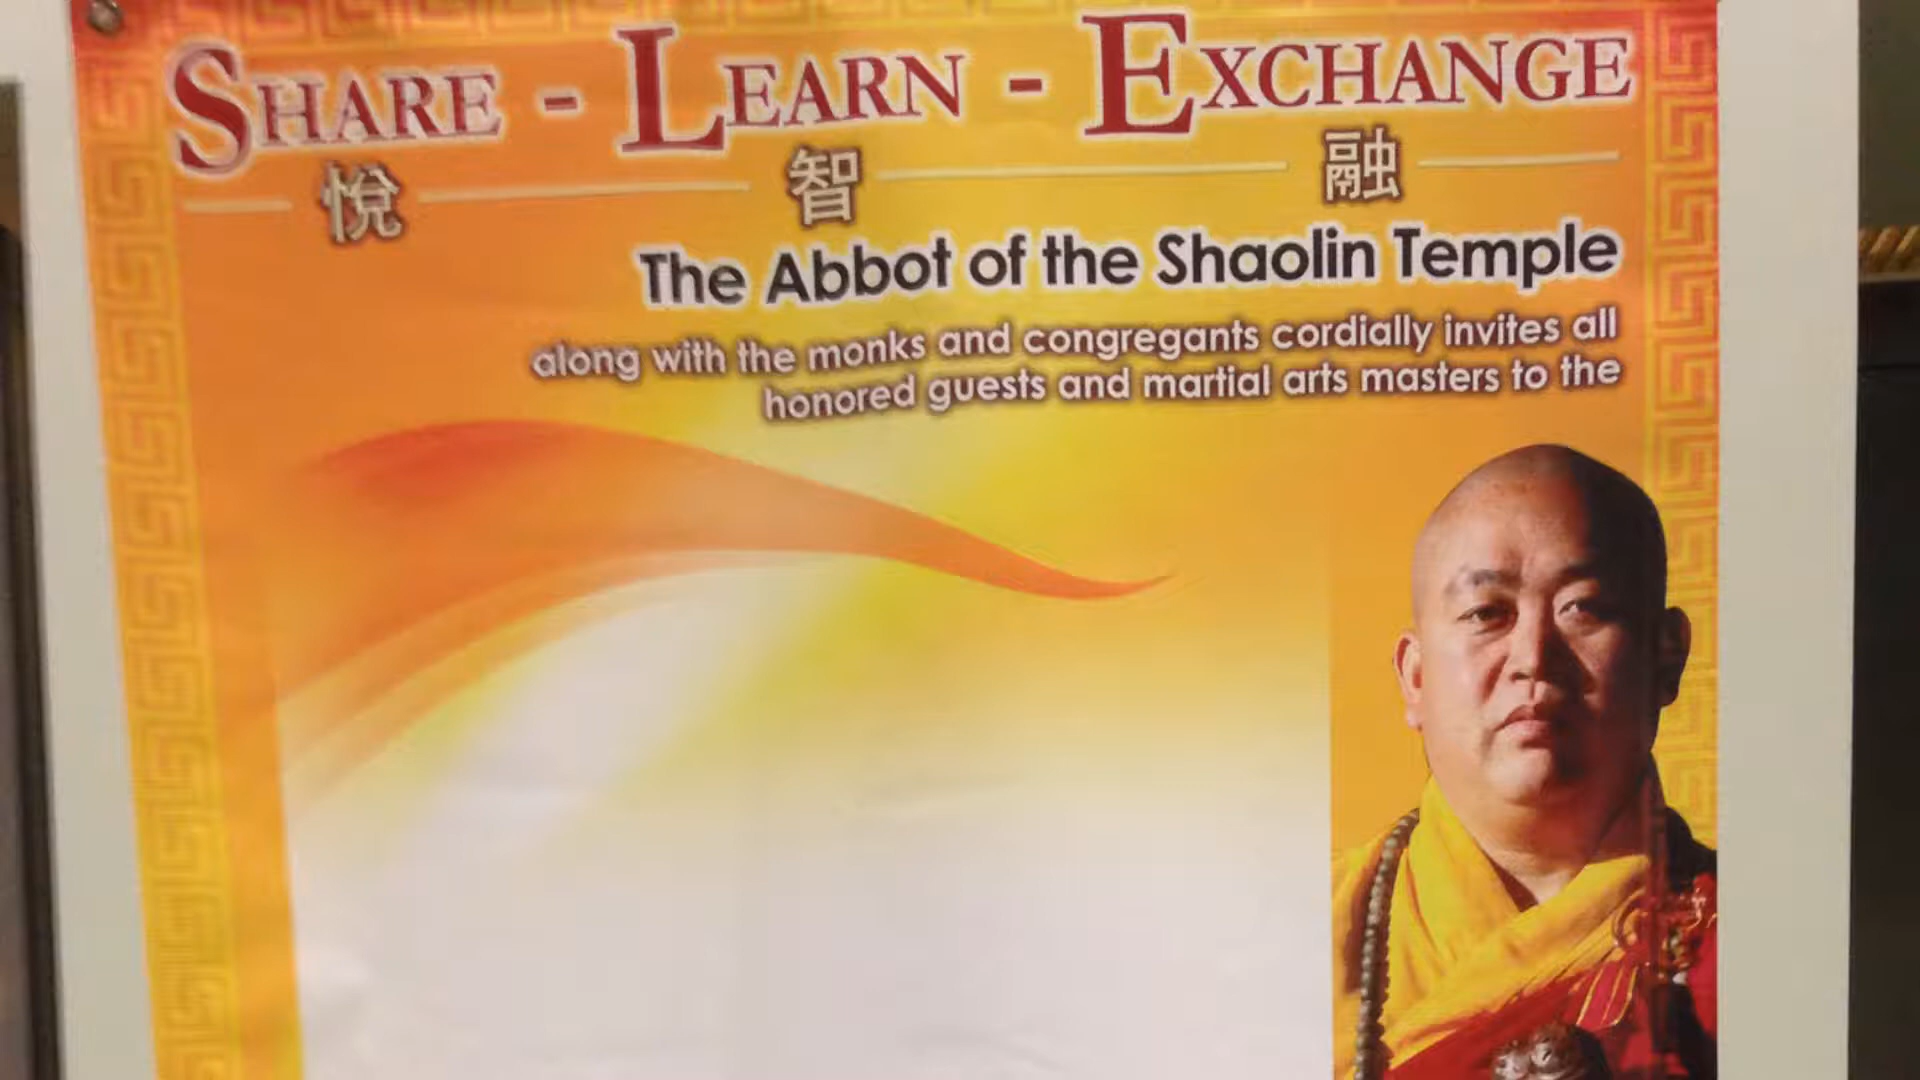 SHARE - LEARN - EXCHANGE
悅 智 融
The Abbot of the Shaolin Temple
along with the monks and congregants cordially invites all
honored guests and martial arts masters to the